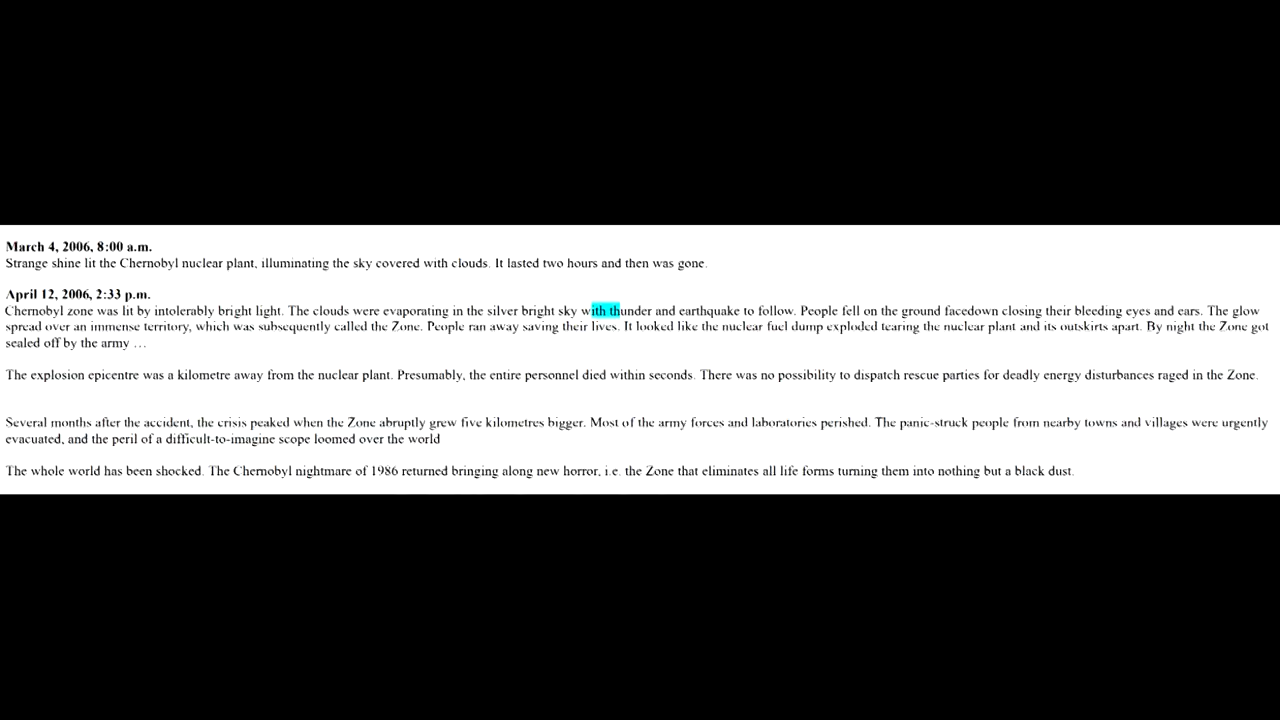 March 4, 2006, 8:00 a.m.
Strange shine lit the Chernobyl nuclear plant, illuminating the sky covered with clouds. It lasted two hours and then was gone.
April 12, 2006, 2:33 p.m.
Chernobyl zone was lit by intolerably bright light. The clouds were evaporating in the silver bright sky with thunder and earthquake to follow. People fell on the ground facedown closing their bleeding eyes and ears. The glow
spread over an immense territory, which was subsequently called the Zone. People ran away saving their lives. It looked like the nuclear fuel dump exploded tearing the nuclear plant and its outskirts apart. By night the Zone got
sealed off by the army …
The explosion epicentre was a kilometre away from the nuclear plant. Presumably, the entire personnel died within seconds. There was no possibility to dispatch rescue parties for deadly energy disturbances raged in the Zone.
Several months after the accident, the crisis peaked when the Zone abruptly grew five kilometres bigger. Most of the army forces and laboratories perished. The panic-struck people from nearby towns and villages were urgently
evacuated, and the peril of a difficult-to-imagine scope loomed over the world
The whole world has been shocked. The Chernobyl nightmare of 1986 returned bringing along new horror, i.e. the Zone that eliminates all life forms turning them into nothing but a black dust.